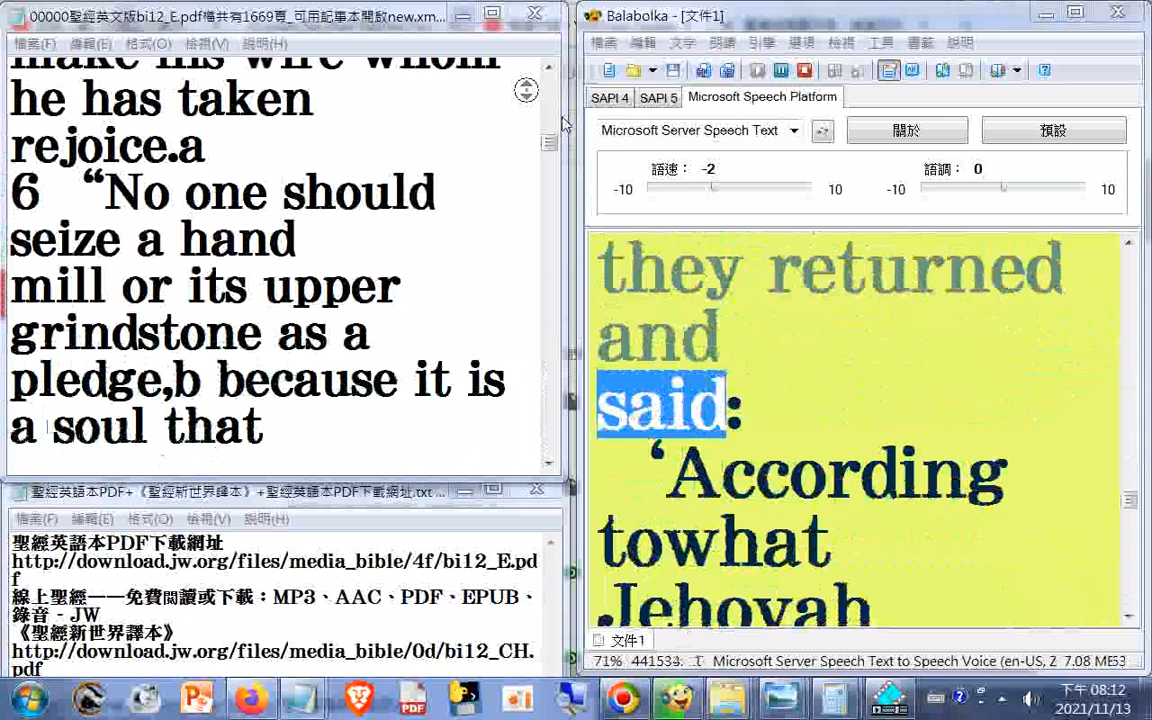 00000聖經英文版bi12_E.pdf檔共有1669頁_可用記事本開啟new.xm...
檔案(F) 編輯(E) 格式(O) 檢視(V) 說明(H)
make his wife whom
he has taken
rejoice.a
6 “No one should
seize a hand
mill or its upper
grindstone as a
pledge,b because it is
a soul that
聖經英語本PDF+《聖經新世界譯本》+聖經英語本PDF下載網址.txt ...
檔案(F) 編輯(E) 格式(O) 檢視(V) 說明(H)
聖經英語本PDF下載網址
http://download.jw.org/files/media_bible/4f/bi12_E.pd
f
線上聖經——免費閱讀或下載：MP3、AAC、PDF、EPUB、
錄音 - JW
《聖經新世界譯本》
http://download.jw.org/files/media_bible/0d/bi12_CH.
pdf
Balabolka - [文件1]
檔案 編輯 文字 朗讀 引擎 選項 檢視 工具 書籤 說明
SAPI 4 SAPI 5 Microsoft Speech Platform
Microsoft Server Speech Text 關於 預設
語速： -2 語調： 0
-10 10 -10 10
they returned
and
said:
‘According
towhat
Jehovah
文件1
71% Microsoft Server Speech Text to Speech Voice (en-US, 2 7.08 ME
下午 08:12
2021/11/13